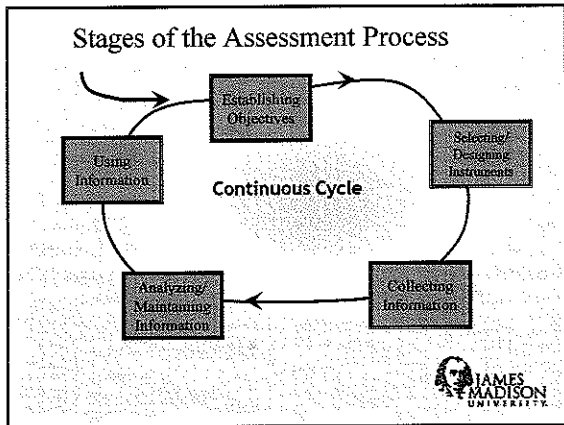 Stages of the Assessment Process
Establishing
Objectives
Selecting/
Designing
Instruments
Using
Information
Continuous Cycle
Collecting
Information
Analyzing/
Maintaining
Information
JAMES
MADISON
UNIVERSITY